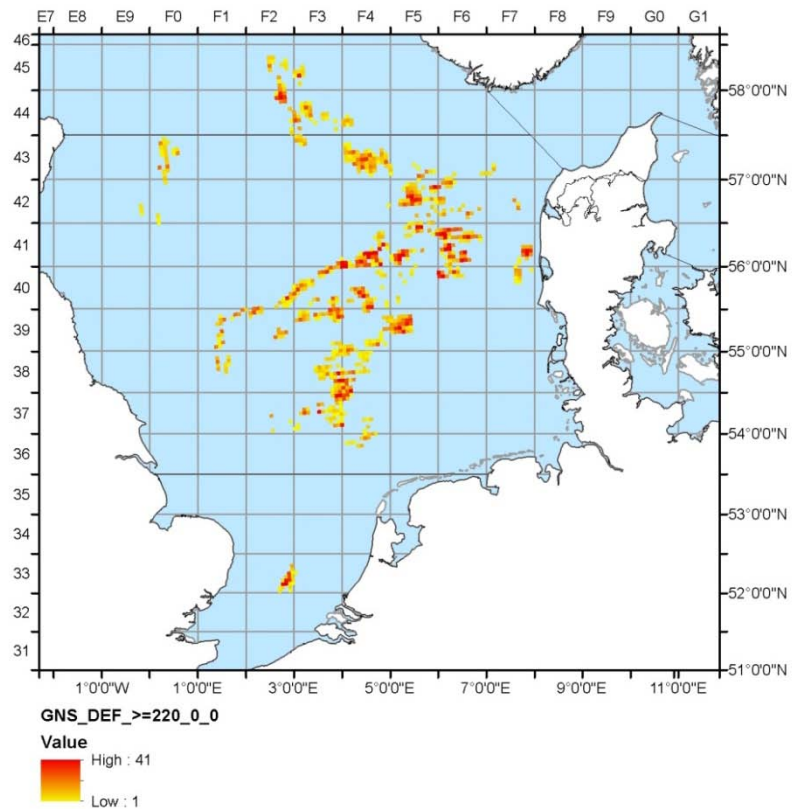 E7 E8 E9 F0 F1 F2 F3 F4 F5 F6 F7 F8 F9 G0 G1
46
45
58°0'0"N
44
43
57°0'0"N
42
41
56°0'0"N
40
39
55°0'0"N
38
37
54°0'0"N
36
35
53°0'0"N
34
33
52°0'0"N
32
31
51°0'0"N
1°0'0"W 1°0'0"E 3°0'0"E 5°0'0"E 7°0'0"E 9°0'0"E 11°0'0"E
GNS_DEF_>=220_0_0
Value
High : 41
Low : 1